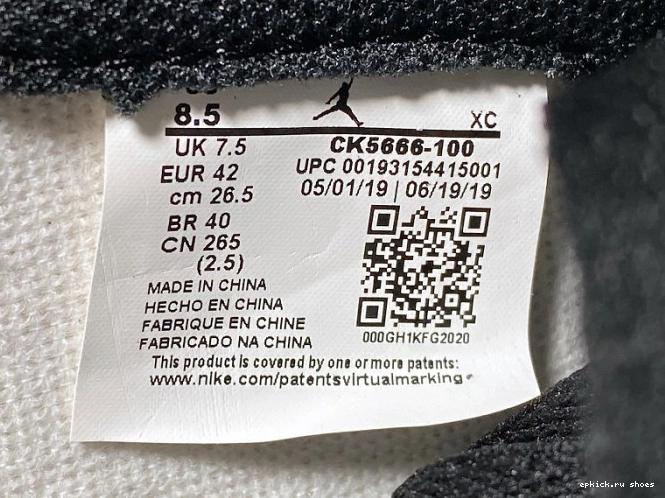 8.5
XC
UK 7.5
CK5666-100
EUR 42
UPC 00193154415001
cm 26.5
05/01/19 | 06/19/19
BR 40
CN 265
(2.5)
MADE IN CHINA
HECHO EN CHINA
FABRIQUE EN CHINE
FABRICADO NA CHINA
000GH1KFG2020
This product is covered by one or more patents:
www.nike.com/patentsvirtualmarking
epkick.ru shoes